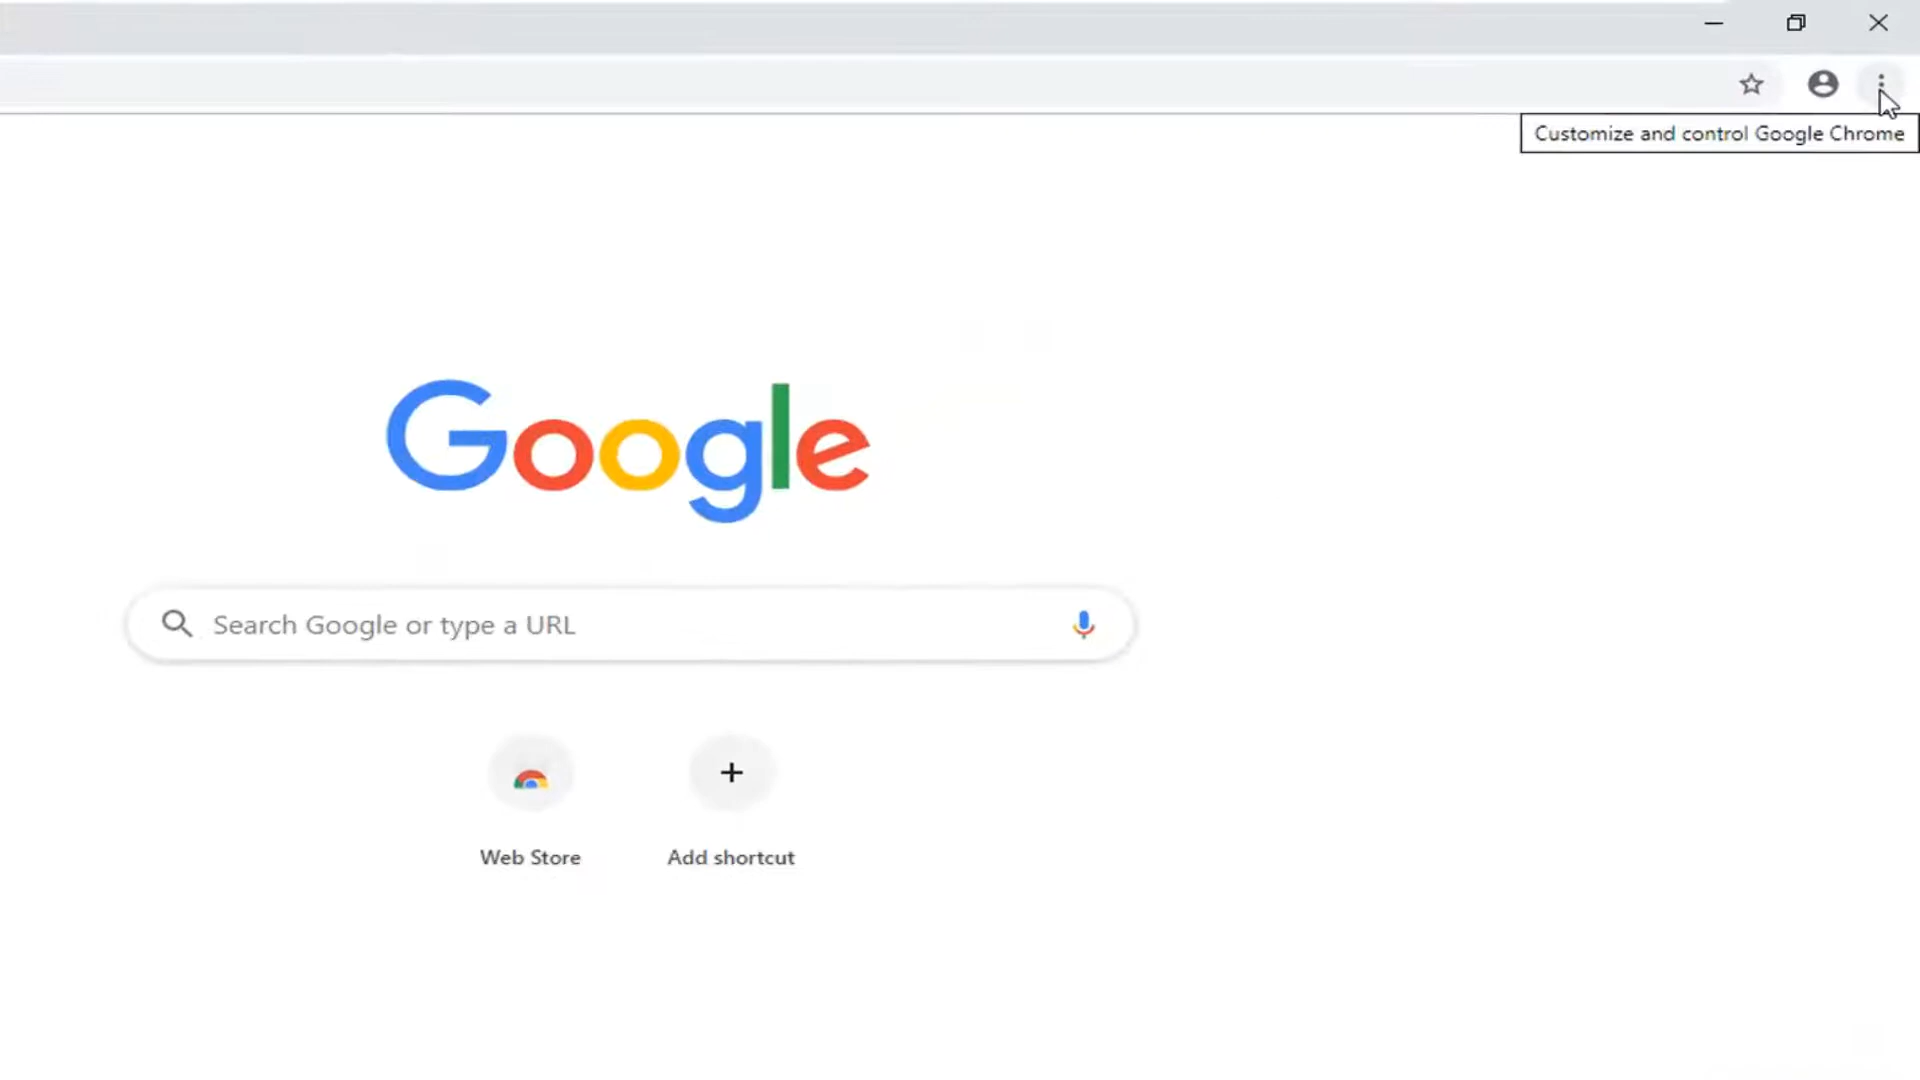 Customize and control Google Chrome
Google
Search Google or type a URL
Web Store
Add shortcut